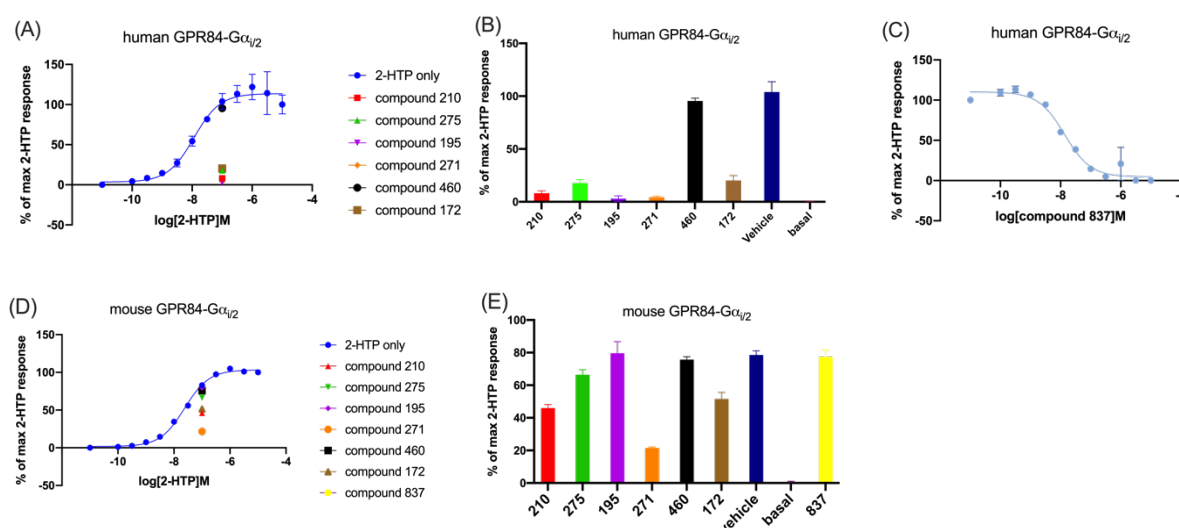 (A)
human GPR84-Gαi/2
% of max 2-HTP response
150
100
50
0
-50
-10 -8 -6 -4
log[2-HTP]M
2-HTP only
compound 210
compound 275
compound 195
compound 271
compound 460
compound 172
(B)
human GPR84-Gαi/2
% of max 2-HTP response
150
100
50
0
210 275 195 271 460 172 Vehicle basal
(C)
human GPR84-Gαi/2
% of max 2-HTP response
150
100
50
0
-50
-10 -8 -6 -4
log[compound 837]M
(D)
mouse GPR84-Gαi/2
% of max 2-HTP response
150
100
50
0
-50
-10 -8 -6 -4
log[2-HTP]M
2-HTP only
compound 210
compound 275
compound 195
compound 271
compound 460
compound 172
compound 837
(E)
mouse GPR84-Gαi/2
% of max 2-HTP response
100
80
60
40
20
0
210 275 195 271 460 172 vehicle basal 837